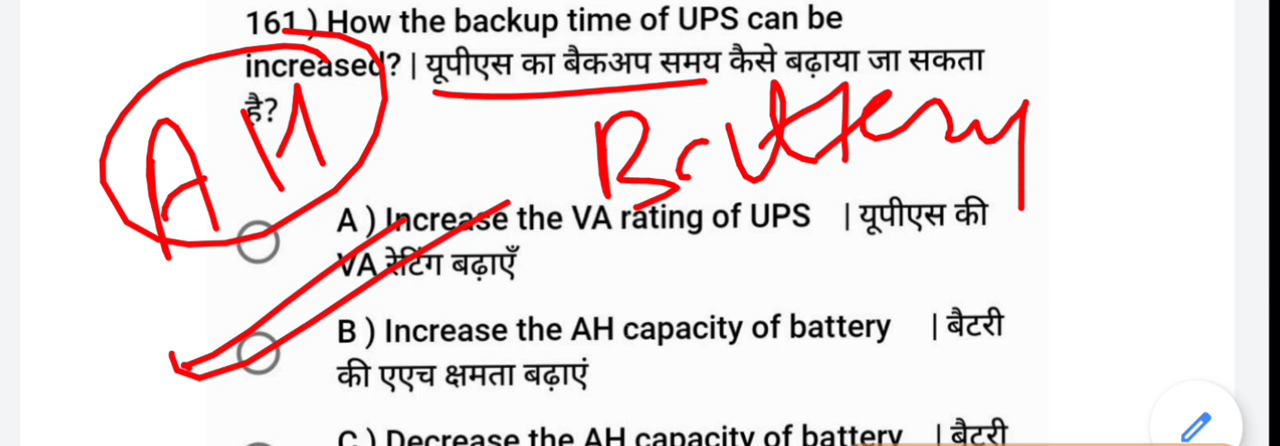 161 ) How the backup time of UPS can be
increased? | यूपीएस का बैकअप समय कैसे बढ़ाया जा सकता
है?
AH
Battery
A ) Increase the VA rating of UPS | यूपीएस की
VA रेटिंग बढ़ाएँ
B ) Increase the AH capacity of battery | बैटरी
की एएच क्षमता बढ़ाएं
C ) Decrease the AH capacity of battery | बैटरी